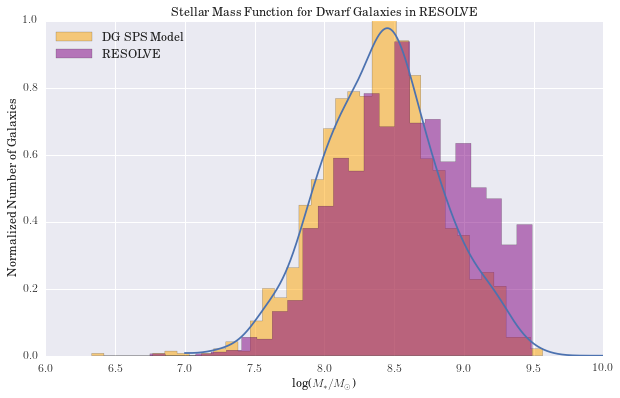 Stellar Mass Function for Dwarf Galaxies in RESOLVE
DG SPS Model
RESOLVE
Normalized Number of Galaxies
1.0
0.8
0.6
0.4
0.2
0.0
6.0 6.5 7.0 7.5 8.0 8.5 9.0 9.5 10.0
log(M*/M⊙)